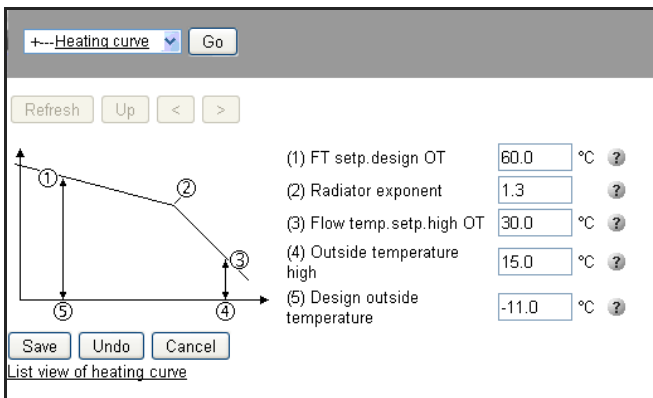 +---Heating curve Go
Refresh Up < >
(1) FT setp.design OT 60.0 °C ?
(2) Radiator exponent 1.3 ?
(3) Flow temp.setp.high OT 30.0 °C ?
(4) Outside temperature
high 15.0 °C ?
(5) Design outside
temperature -11.0 °C ?
1
2
3
5
4
Save Undo Cancel
List view of heating curve